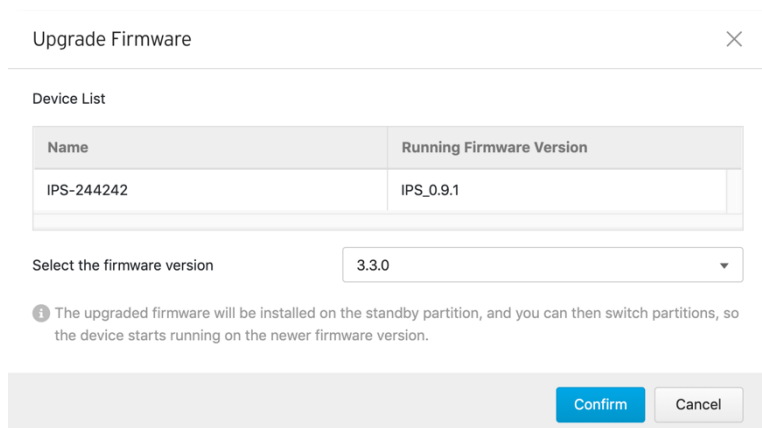 Upgrade Firmware
Device List
Name Running Firmware Version
IPS-244242 IPS_0.9.1
Select the firmware version 3.3.0
The upgraded firmware will be installed on the standby partition, and you can then switch partitions, so
the device starts running on the newer firmware version.
Confirm Cancel